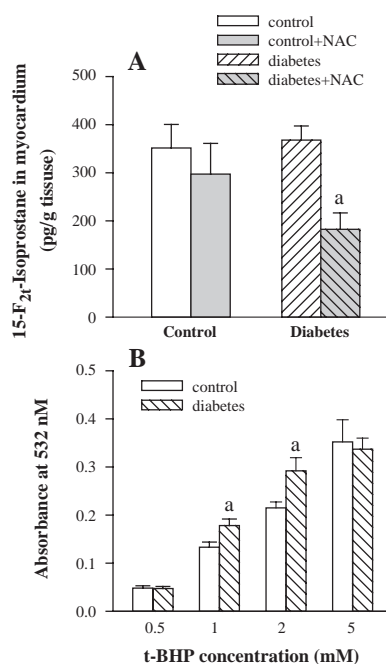 control
control+NAC
diabetes
diabetes+NAC
A
15-F2t-Isoprostane in myocardium
(pg/g tissuse)
500
400
300
200
100
0
a
Control Diabetes
B
control
diabetes
Absorbance at 532 nM
0.5
0.4
0.3
0.2
0.1
0.0
a
a
0.5 1 2 5
t-BHP concentration (mM)